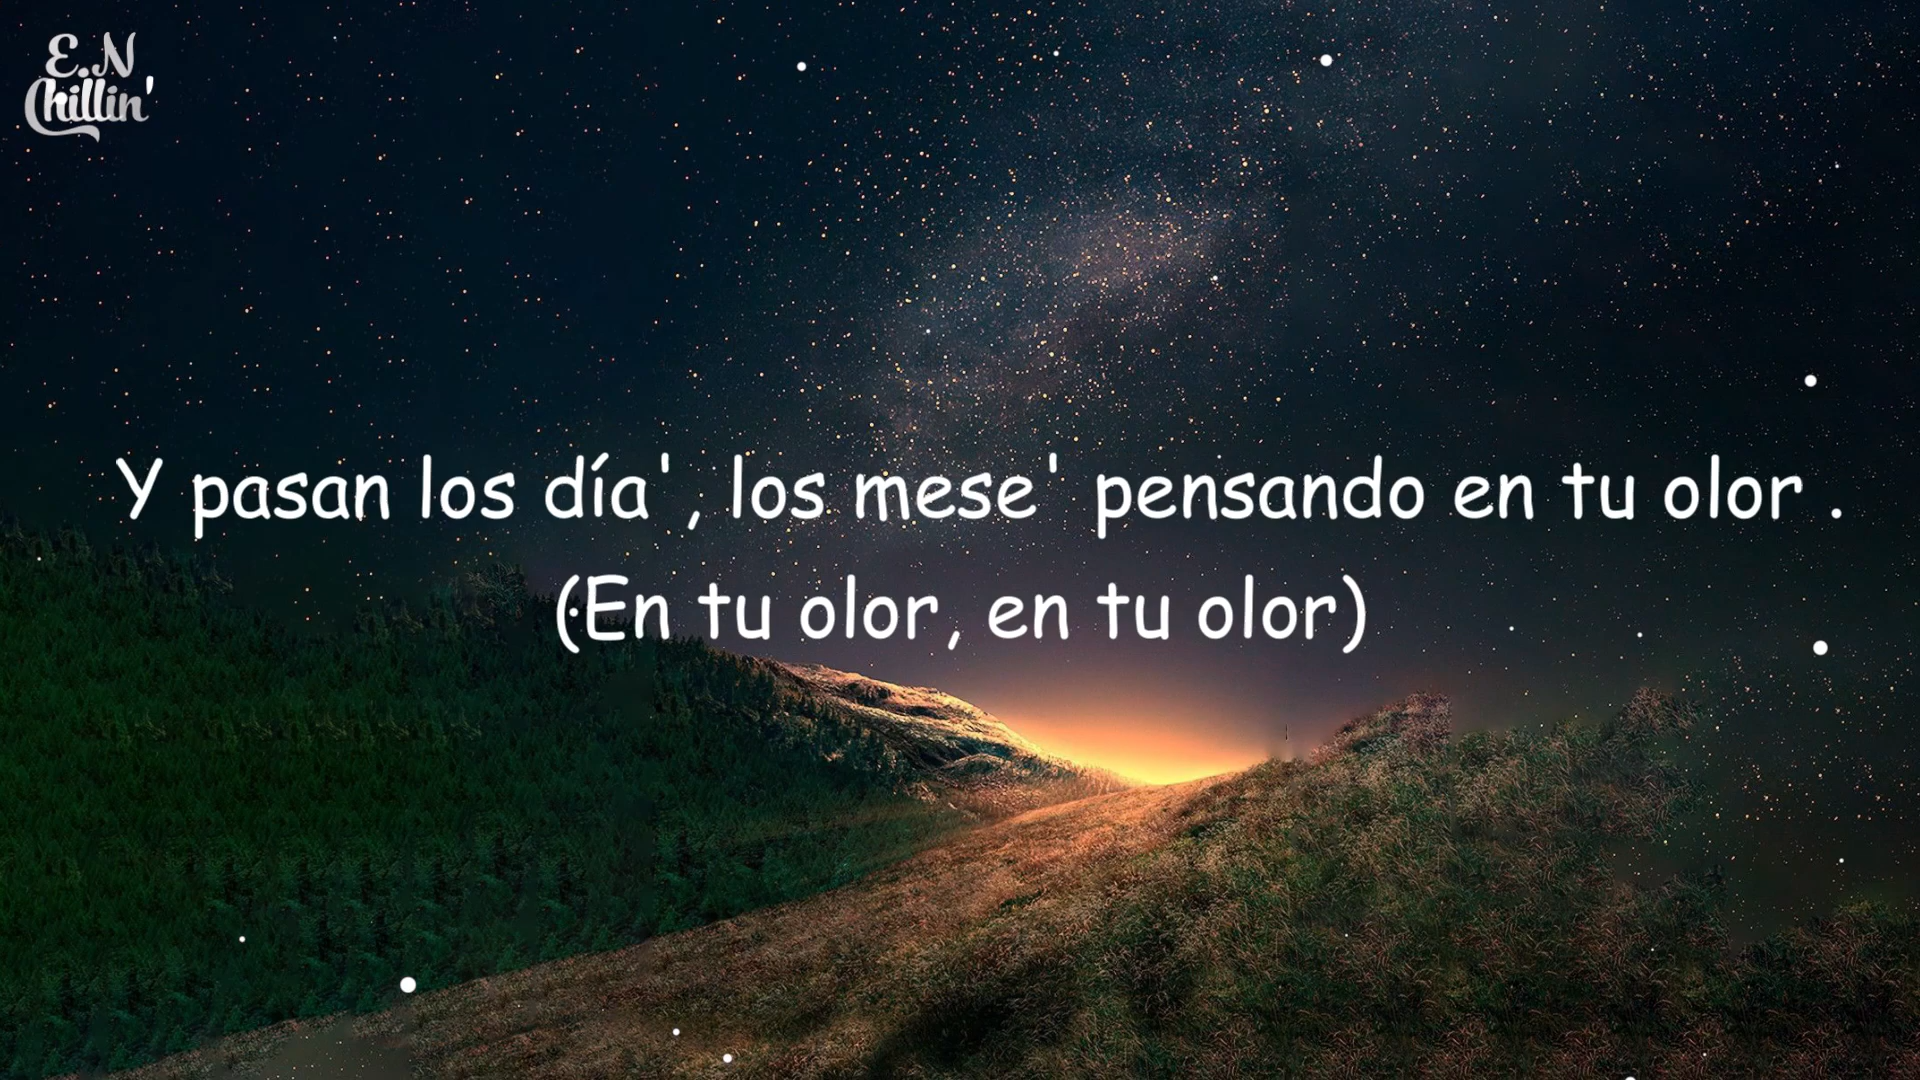 E.N
Chillin'
Y pasan los día', los mese' pensando en tu olor .
(En tu olor, en tu olor)